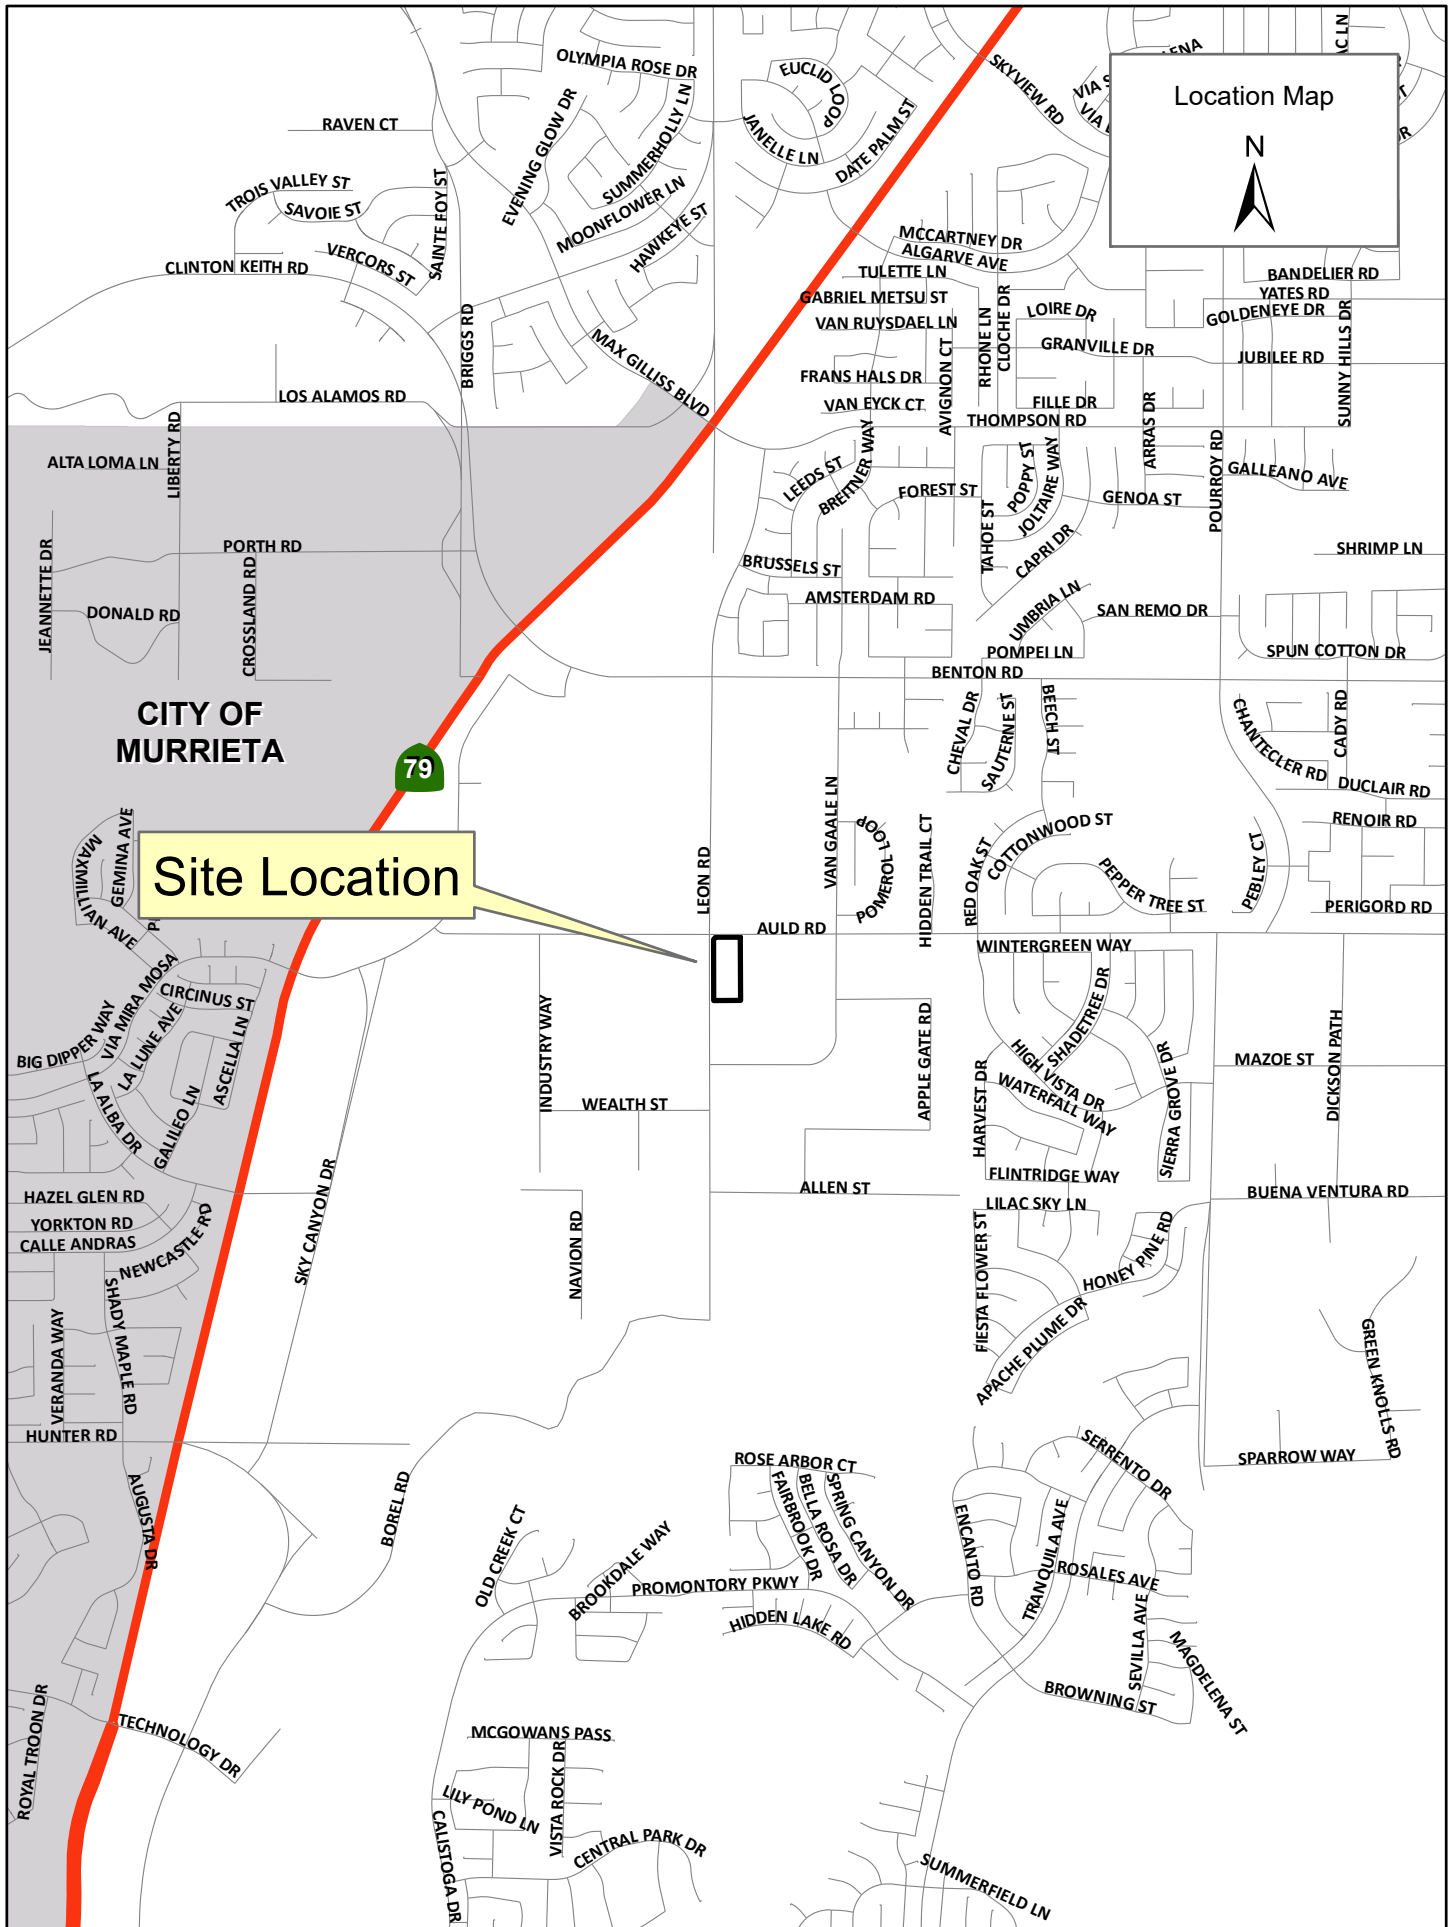 OLYMPIA ROSE DR
EUCLID LOOP
SKYVIEW RD
Location Map
N
RAVEN CT
EVENING GLOW DR
SUMMERHOLLY LN
JANELLE LN
DATE PALM ST
TROIS VALLEY ST
SAVOIE ST
SAINTE FOY ST
MOONFLOWER LN
HAWKEYE ST
VERCORS ST
CLINTON KEITH RD
MCCARTNEY DR
ALGARVE AVE
TULETTE LN
BANDELIER RD
YATES RD
GABRIEL METSU ST
GOLDENEYE DR
LOIRE DR
CLOCHE DR
RHONE LN
VAN RUYSDAEL LN
BRIGGS RD
MAX GILLISS BLVD
GRANVILLE DR
JUBILEE RD
SUNNY HILLS DR
FRANS HALS DR
AVIGNON CT
LOS ALAMOS RD
VAN EYCK CT
FILLE DR
THOMPSON RD
ARRAS DR
LIBERTY RD
ALTA LOMA LN
LEEDS ST
BREITNER WAY
POPPY ST
JOLTAIRE WAY
POURROY RD
GALLEANO AVE
FOREST ST
GENOA ST
TAHOE ST
CAPRI DR
PORTH RD
SHRIMP LN
JEANNETTE DR
BRUSSELS ST
AMSTERDAM RD
UMBRIA LN
SAN REMO DR
DONALD RD
CROSSLAND RD
POMPEI LN
SPUN COTTON DR
BENTON RD
CITY OF
MURRIETA
CHEVAL DR
SAUTERNE ST
BEECH ST
CHANTECLER RD
CADY RD
79
DUCLAIR RD
MAXMILLIAN AVE
GEMINA AVE
Site Location
LEON RD
VAN GAALE LN
POMEROL LOOP
HIDDEN TRAIL CT
RED OAK ST
COTTONWOOD ST
PEPPER TREE ST
PEBLEY CT
RENOIR RD
PERIGORD RD
AULD RD
WINTERGREEN WAY
VIA MIRA MOSA
CIRCINUS ST
BIG DIPPER WAY
LA LUNE AVE
ASCELLA LN
LA ALBA DR
GALILEO LN
INDUSTRY WAY
WEALTH ST
APPLE GATE RD
HARVEST DR
SHADETREE DR
HIGH VISTA DR
WATERFALL WAY
SIERRA GROVE DR
MAZOE ST
DICKSON PATH
FLINTRIDGE WAY
HAZEL GLEN RD
YORKTON RD
CALLE ANDRAS
NEWCASTLE RD
SKY CANYON DR
ALLEN ST
BUENA VENTURA RD
LILAC SKY LN
NAVION RD
FIESTA FLOWER ST
HONEY PINE RD
APACHE PLUME DR
VERANDA WAY
SHADY MAPLE RD
GREEN KNOLLS RD
HUNTER RD
ROSE ARBOR CT
SERRENTO DR
SPARROW WAY
AUGUSTA DR
BOREL RD
OLD CREEK CT
BROOKDALE WAY
FAIRBROOK DR
BELLA ROSA DR
SPRING CANYON DR
ENCANTO RD
TRANQUILA AVE
ROSALES AVE
PROMONTORY PKWY
HIDDEN LAKE RD
SEVILLA AVE
MAGDELENA ST
BROWNING ST
ROYAL TROON DR
TECHNOLOGY DR
MCGOWANS PASS
VISTA ROCK DR
LILY POND LN
CALISTOGA DR
CENTRAL PARK DR
SUMMERFIELD LN